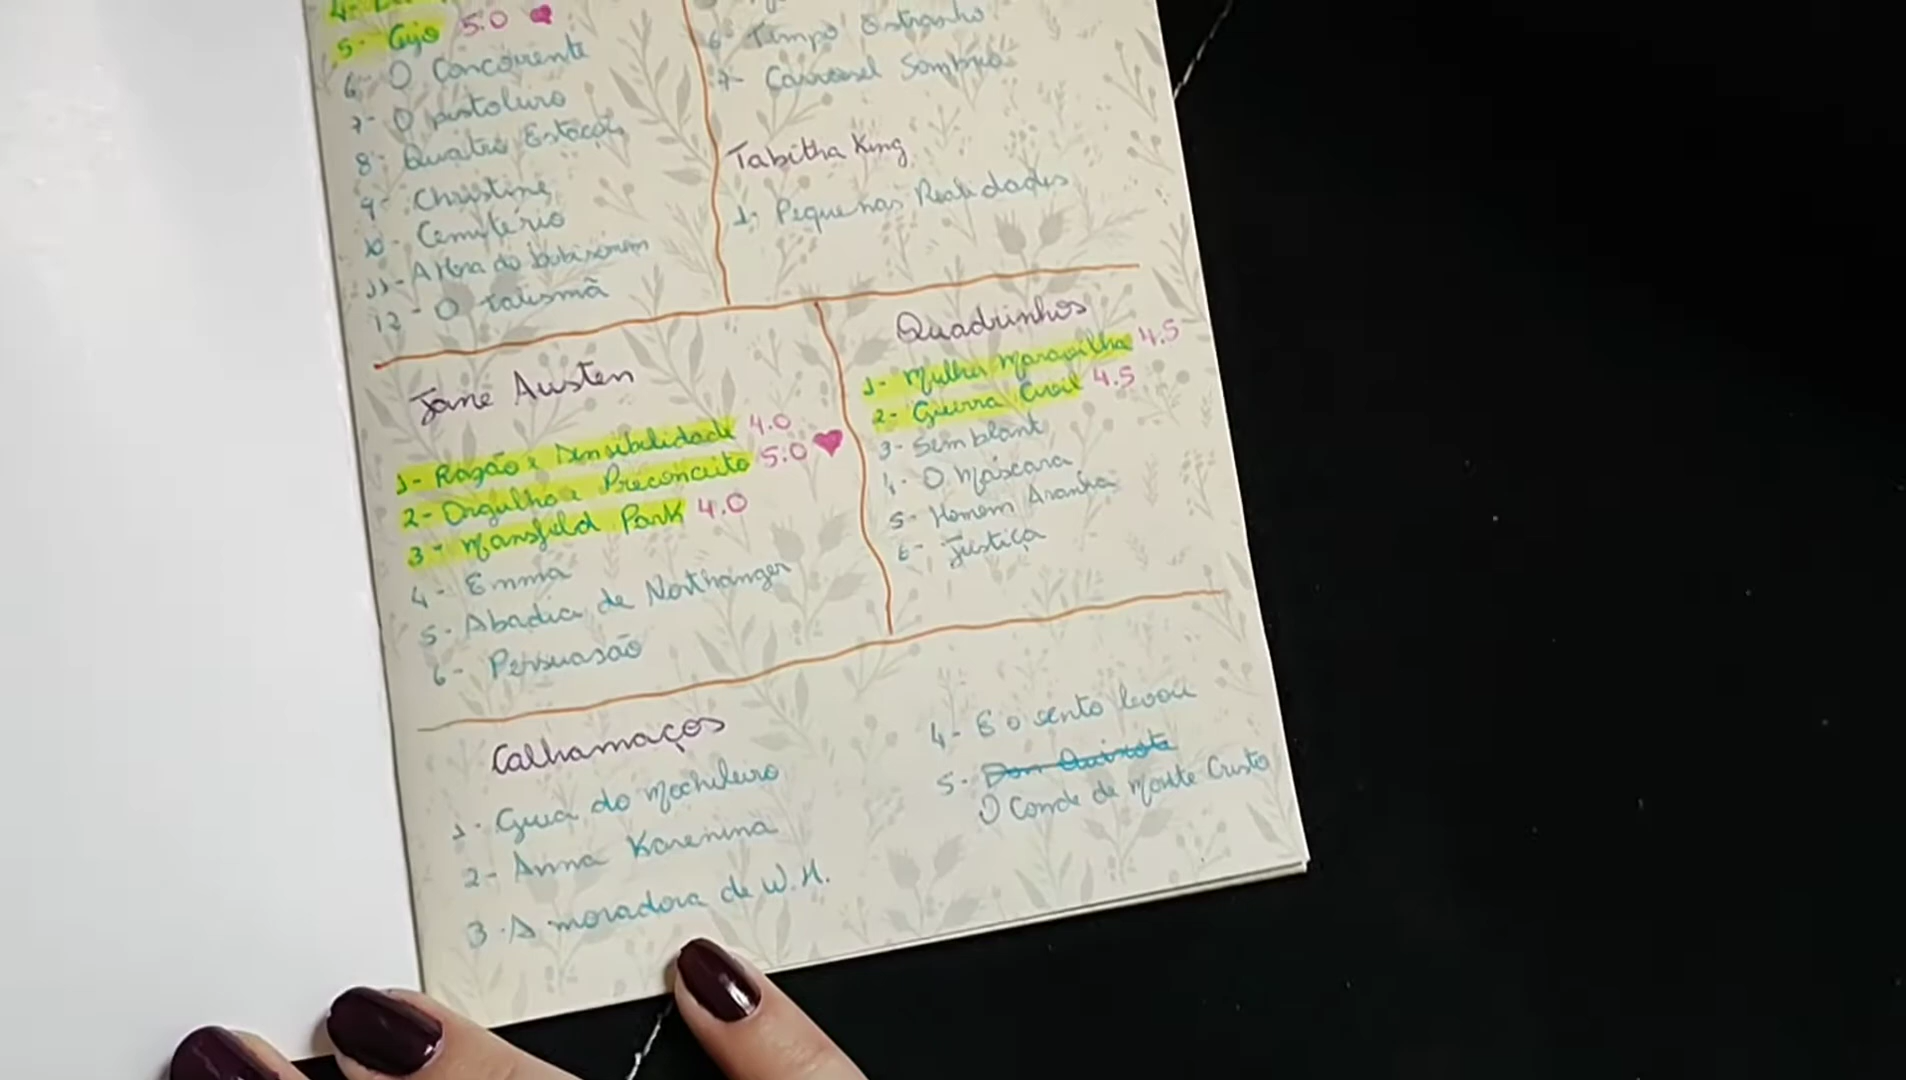 5- Cujo 5.0
6- O Concorrente
7- O pistoleiro
8- Quatro Estações
9- Christine
10- Cemitério
11- A Hora do lobisomem
12- O Talismã
6- Tempo Estranho
7- Carrossel Sombrio
Tabitha King
1- Pequenas Realidades
Jane Austen
1- Razão e Sensibilidade 4.0
2- Orgulho e Preconceito 5.0
3- Mansfield Park 4.0
4- Emma
5- Abadia de Northanger
6- Persuasão
Quadrinhos
1- Mulher Maravilha 4.5
2- Guerra Civil 4.5
3- Semblant
4- O Máscara
5- Homem Aranha
6- Justiça
Calhamaços
1- Guia do Mochileiro
2- Anna Karenina
3- A moradora de W.H.
4- E o vento levou
5- Dom Quixote
O Conde de Monte Cristo